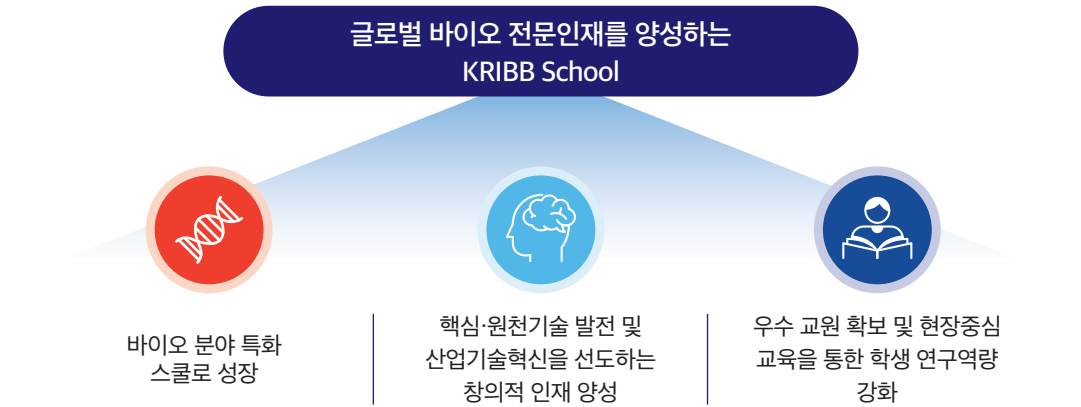 글로벌 바이오 전문인재를 양성하는
KRIBB School
바이오 분야 특화
스쿨로 성장
핵심·원천기술 발전 및
산업기술혁신을 선도하는
창의적 인재 양성
우수 교원 확보 및 현장중심
교육을 통한 학생 연구역량
강화